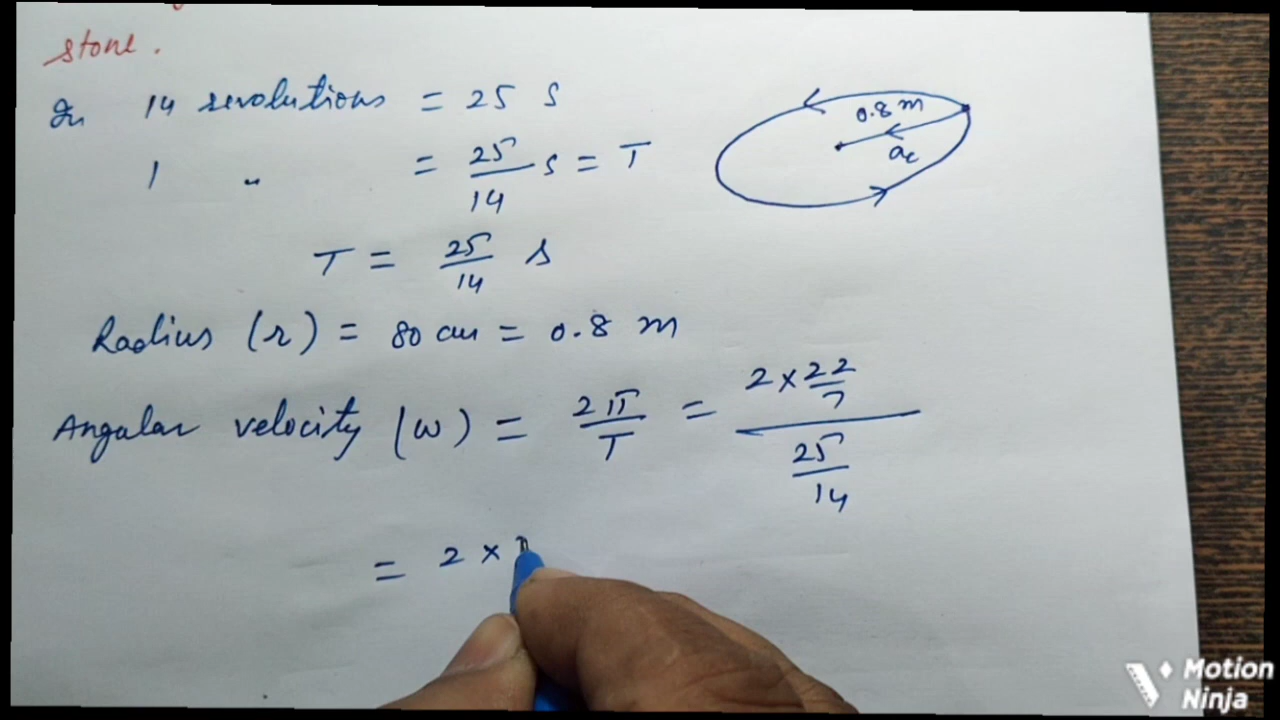 stone.
In 14 revolutions = 25 s
1 " = 25/14 s = T
0.8 m
ac
T = 25/14 s
Radius (r) = 80 cm = 0.8 m
Angular velocity (ω) = 2π/T = (2 × 22/7)/(25/14)
= 2 ×
Motion
Ninja